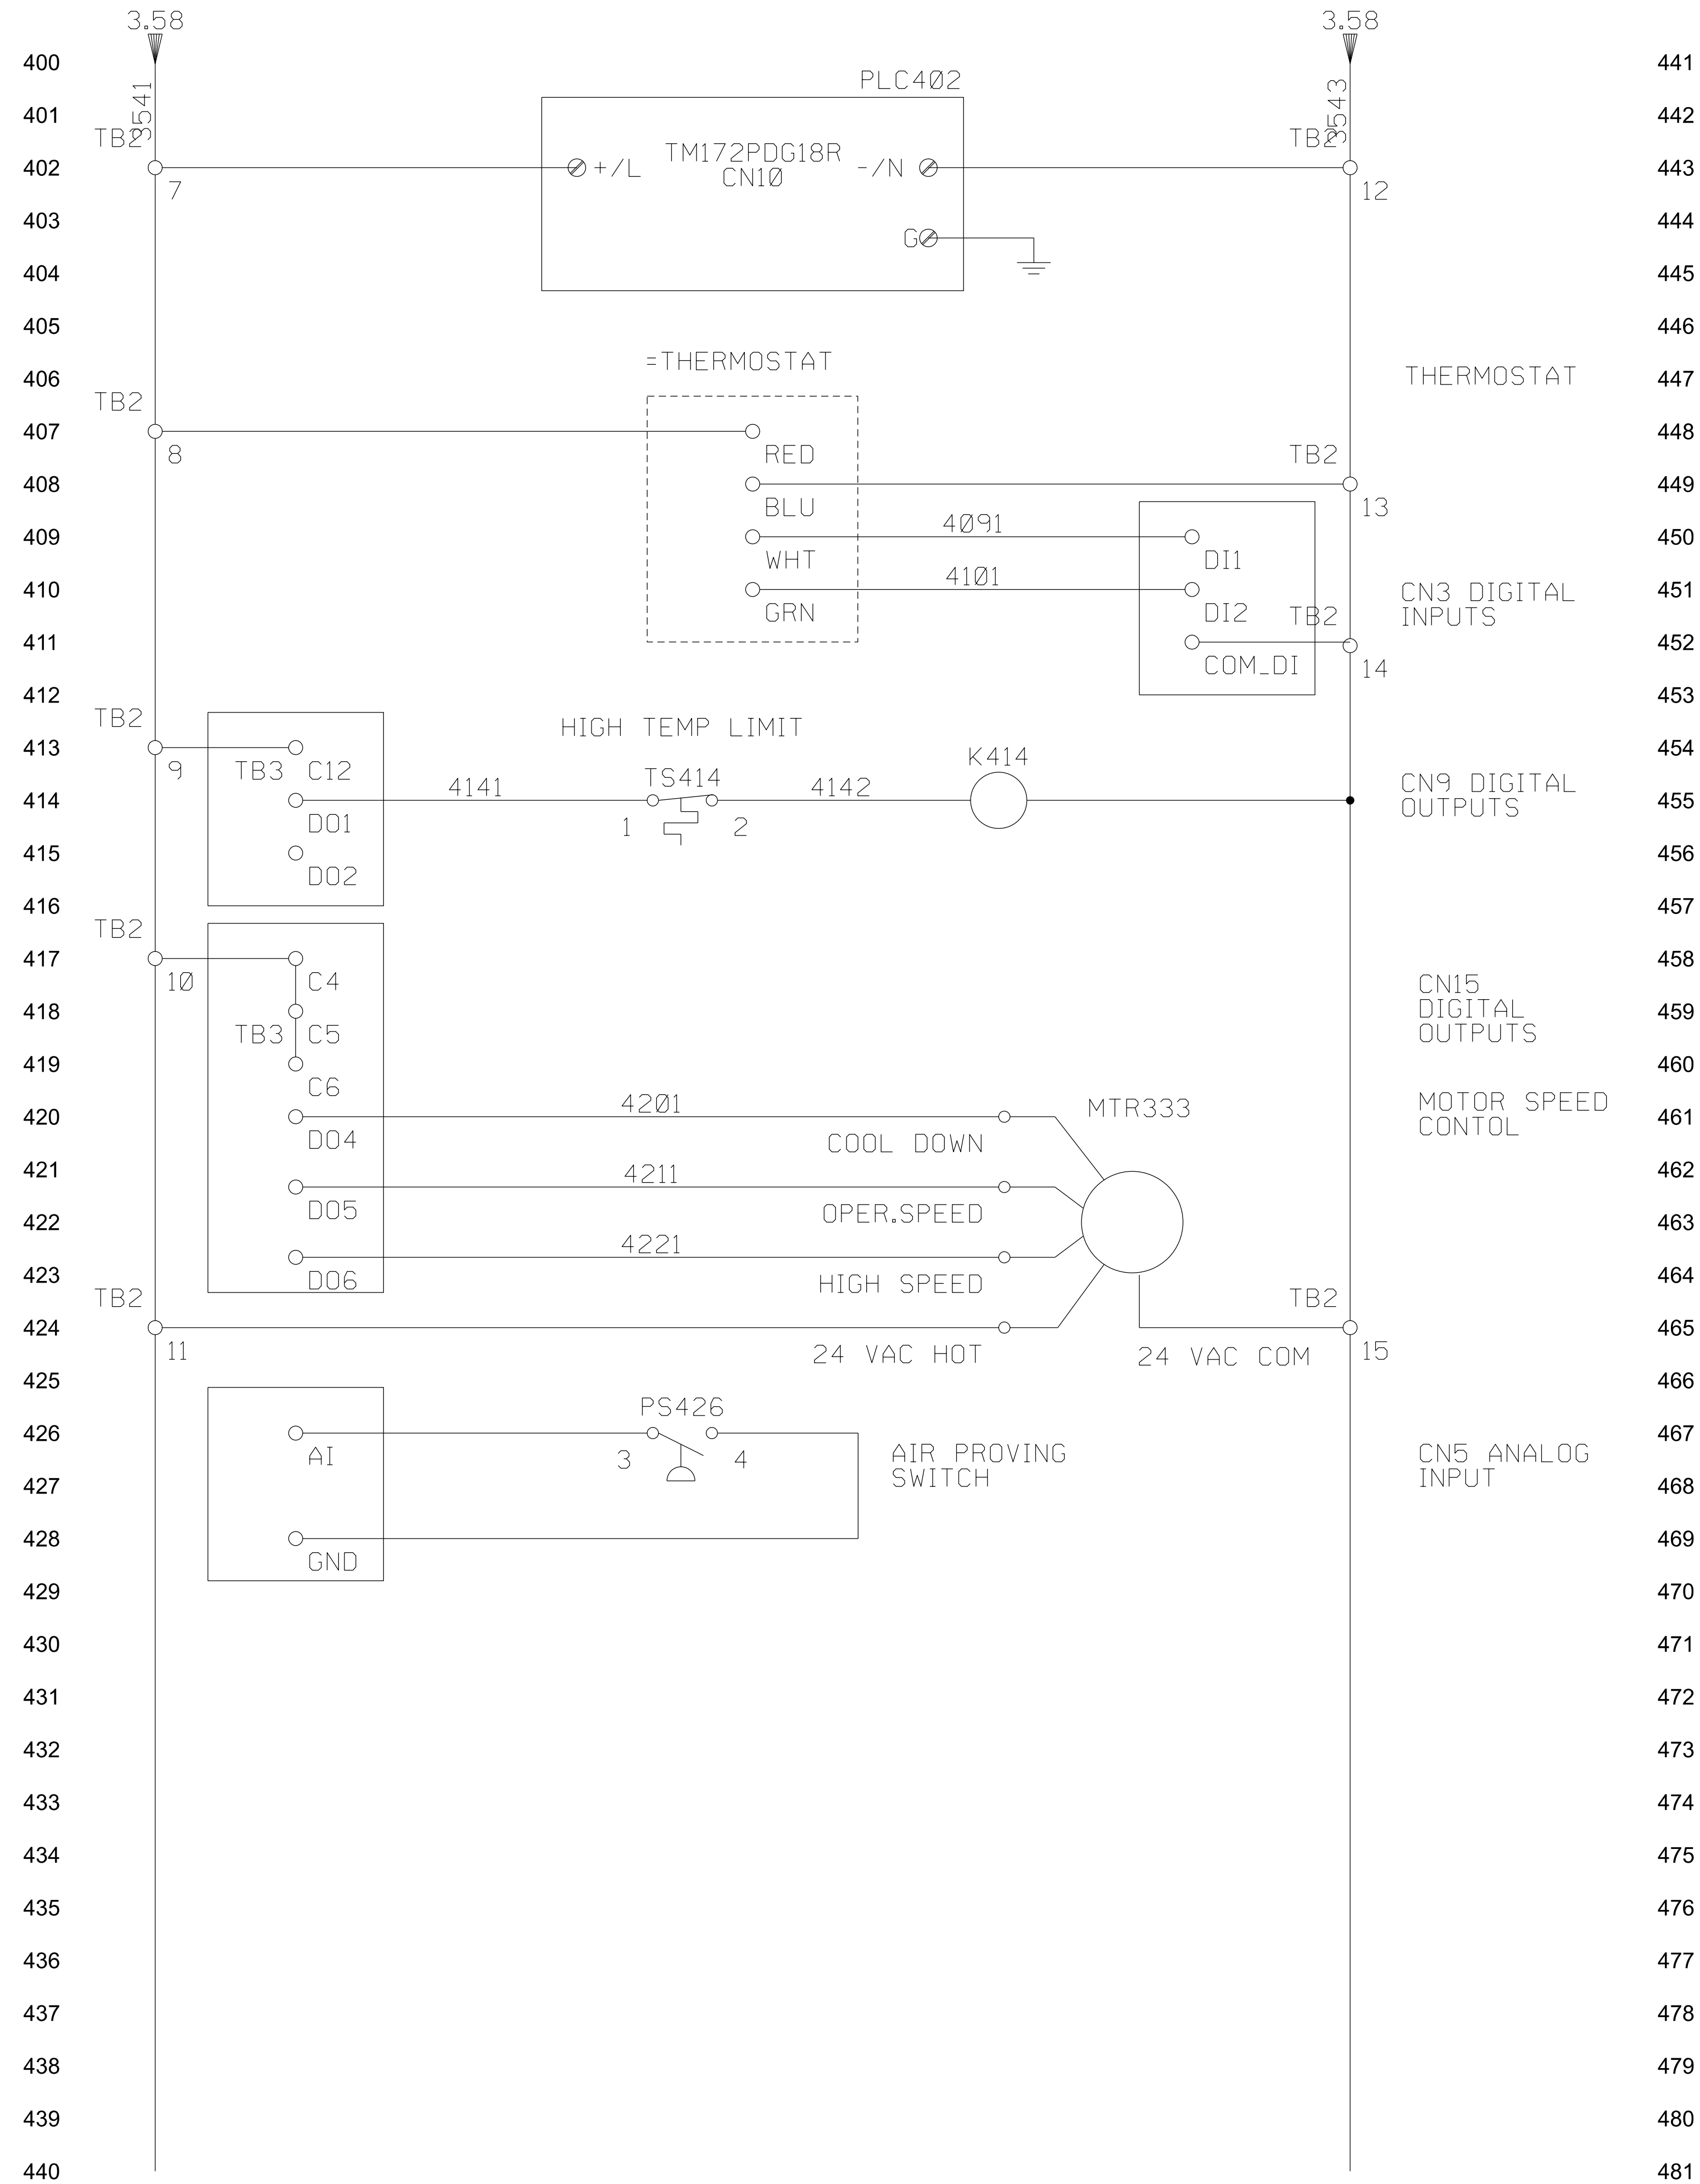 3.58 3.58
400 441
3541 3543
PLC402
401 442
TB2 TB2
TM172PDG18R
402 +/L -/N 443
CN10
7 12
403 444
G
404 445
405 446
=THERMOSTAT
406 THERMOSTAT 447
TB2
407 448
8 RED TB2
408 449
BLU 13
4091
409 450
WHT DI1
4101
410 CN3 DIGITAL 451
GRN DI2 TB2 INPUTS
411 452
COM_DI 14
412 453
TB2 HIGH TEMP LIMIT
413 K414 454
9 TB3 C12 TS414
4141 4142 CN9 DIGITAL
414 OUTPUTS 455
DO1 1 2
415 456
DO2
416 457
TB2
417 458
10 C4 CN15
418 DIGITAL 459
TB3 C5 OUTPUTS
419 460
C6
4201 MTR333 MOTOR SPEED
420 CONTOL 461
DO4 COOL DOWN
421 4211 462
DO5 OPER.SPEED
422 463
4221
423 464
DO6 HIGH SPEED
TB2 TB2
424 465
11 24 VAC HOT 24 VAC COM 15
425 466
PS426
426 467
AI 3 4 AIR PROVING CN5 ANALOG
SWITCH INPUT
427 468
428 469
GND
429 470
430 471
431 472
432 473
433 474
434 475
435 476
436 477
437 478
438 479
439 480
440 481